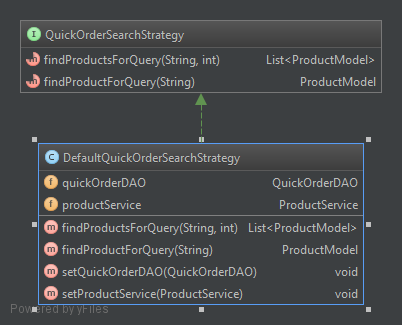 QuickOrderSearchStrategy
findProductsForQuery(String, int) List<ProductModel>
findProductForQuery(String) ProductModel
DefaultQuickOrderSearchStrategy
quickOrderDAO QuickOrderDAO
productService ProductService
findProductsForQuery(String, int) List<ProductModel>
findProductForQuery(String) ProductModel
setQuickOrderDAO(QuickOrderDAO) void
setProductService(ProductService) void
Powered by yFiles